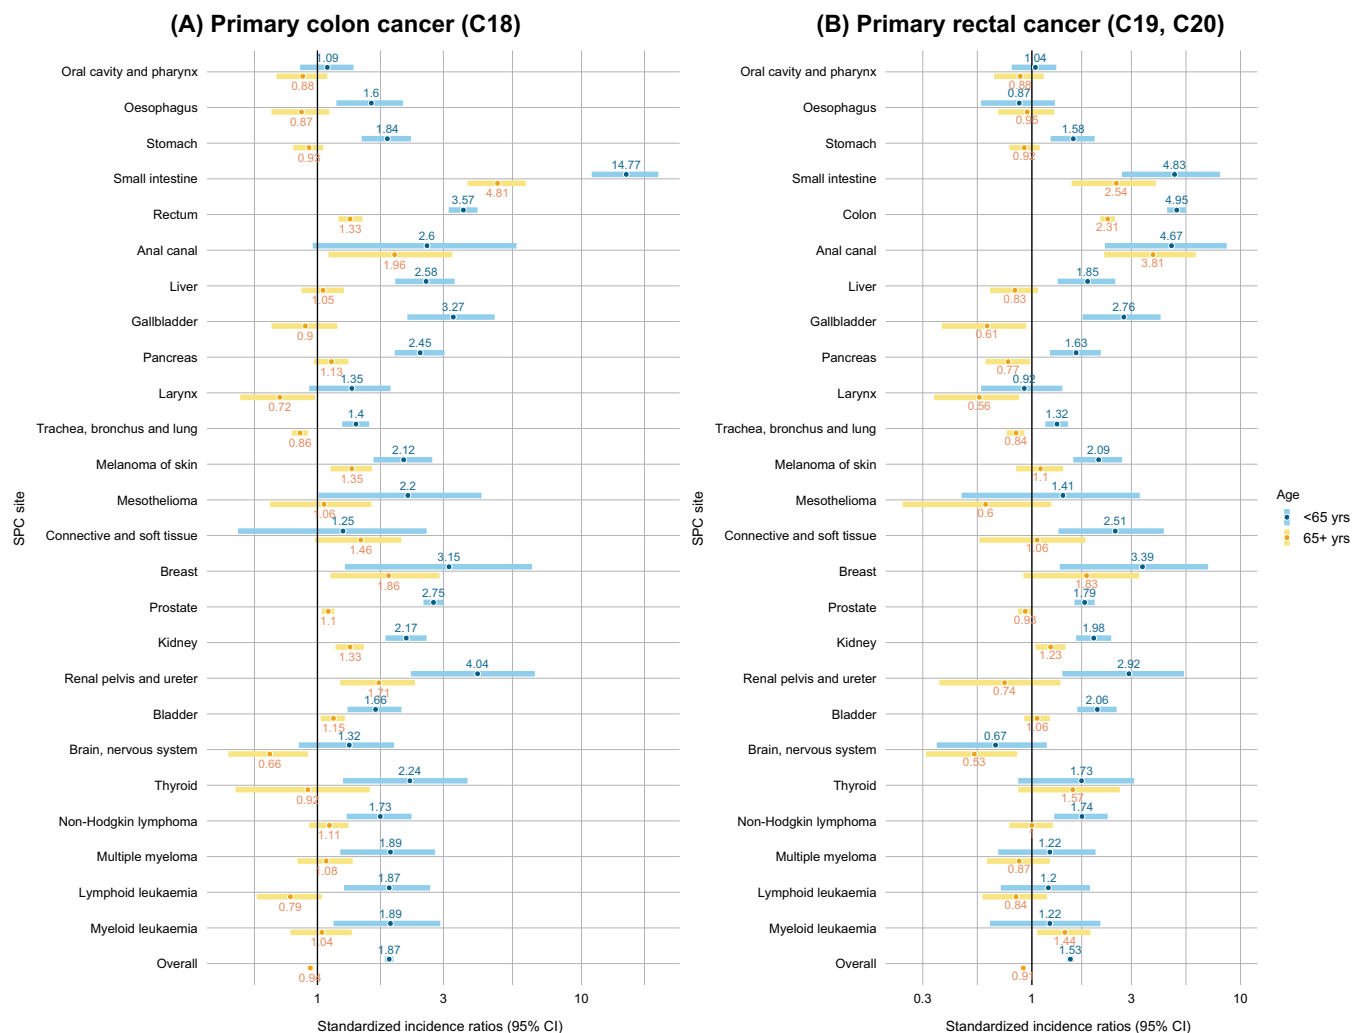 (A) Primary colon cancer (C18)
SPC site
Oral cavity and pharynx
1.09
0.88
Oesophagus
1.6
0.87
Stomach
1.84
0.93
Small intestine
14.77
4.81
Rectum
3.57
1.33
Anal canal
2.6
1.96
Liver
2.58
1.05
Gallbladder
3.27
0.9
Pancreas
2.45
1.13
Larynx
1.35
0.72
Trachea, bronchus and lung
1.4
0.86
Melanoma of skin
2.12
1.35
Mesothelioma
2.2
1.06
Connective and soft tissue
1.25
1.46
Breast
3.15
1.86
Prostate
2.75
1.1
Kidney
2.17
1.33
Renal pelvis and ureter
4.04
1.71
Bladder
1.66
1.15
Brain, nervous system
1.32
0.66
Thyroid
2.24
0.92
Non-Hodgkin lymphoma
1.73
1.11
Multiple myeloma
1.89
1.08
Lymphoid leukaemia
1.87
0.79
Myeloid leukaemia
1.89
1.04
Overall
1.87
0.94
1 3 10
Standardized incidence ratios (95% CI)
(B) Primary rectal cancer (C19, C20)
SPC site
Oral cavity and pharynx
1.04
0.88
Oesophagus
0.87
0.95
Stomach
1.58
0.92
Small intestine
4.83
2.54
Colon
4.95
2.31
Anal canal
4.67
3.81
Liver
1.85
0.83
Gallbladder
2.76
0.61
Pancreas
1.63
0.77
Larynx
0.92
0.56
Trachea, bronchus and lung
1.32
0.84
Melanoma of skin
2.09
1.1
Mesothelioma
1.41
0.6
Connective and soft tissue
2.51
1.06
Breast
3.39
1.83
Prostate
1.79
0.93
Kidney
1.98
1.23
Renal pelvis and ureter
2.92
0.74
Bladder
2.06
1.06
Brain, nervous system
0.67
0.53
Thyroid
1.73
1.57
Non-Hodgkin lymphoma
1.74
1
Multiple myeloma
1.22
0.87
Lymphoid leukaemia
1.2
0.84
Myeloid leukaemia
1.22
1.44
Overall
1.53
0.91
0.3 1 3 10
Standardized incidence ratios (95% CI)
Age
<65 yrs
65+ yrs